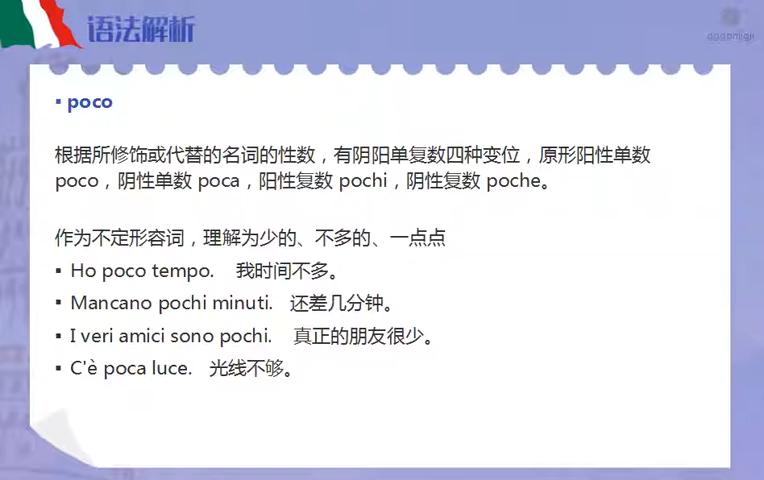 语法解析
▪ poco
根据所修饰或代替的名词的性数，有阴阳单复数四种变位，原形阳性单数
poco，阴性单数 poca，阳性复数 pochi，阴性复数 poche。
作为不定形容词，理解为少的、不多的、一点点
▪ Ho poco tempo. 我时间不多。
▪ Mancano pochi minuti. 还差几分钟。
▪ I veri amici sono pochi. 真正的朋友很少。
▪ C'è poca luce. 光线不够。